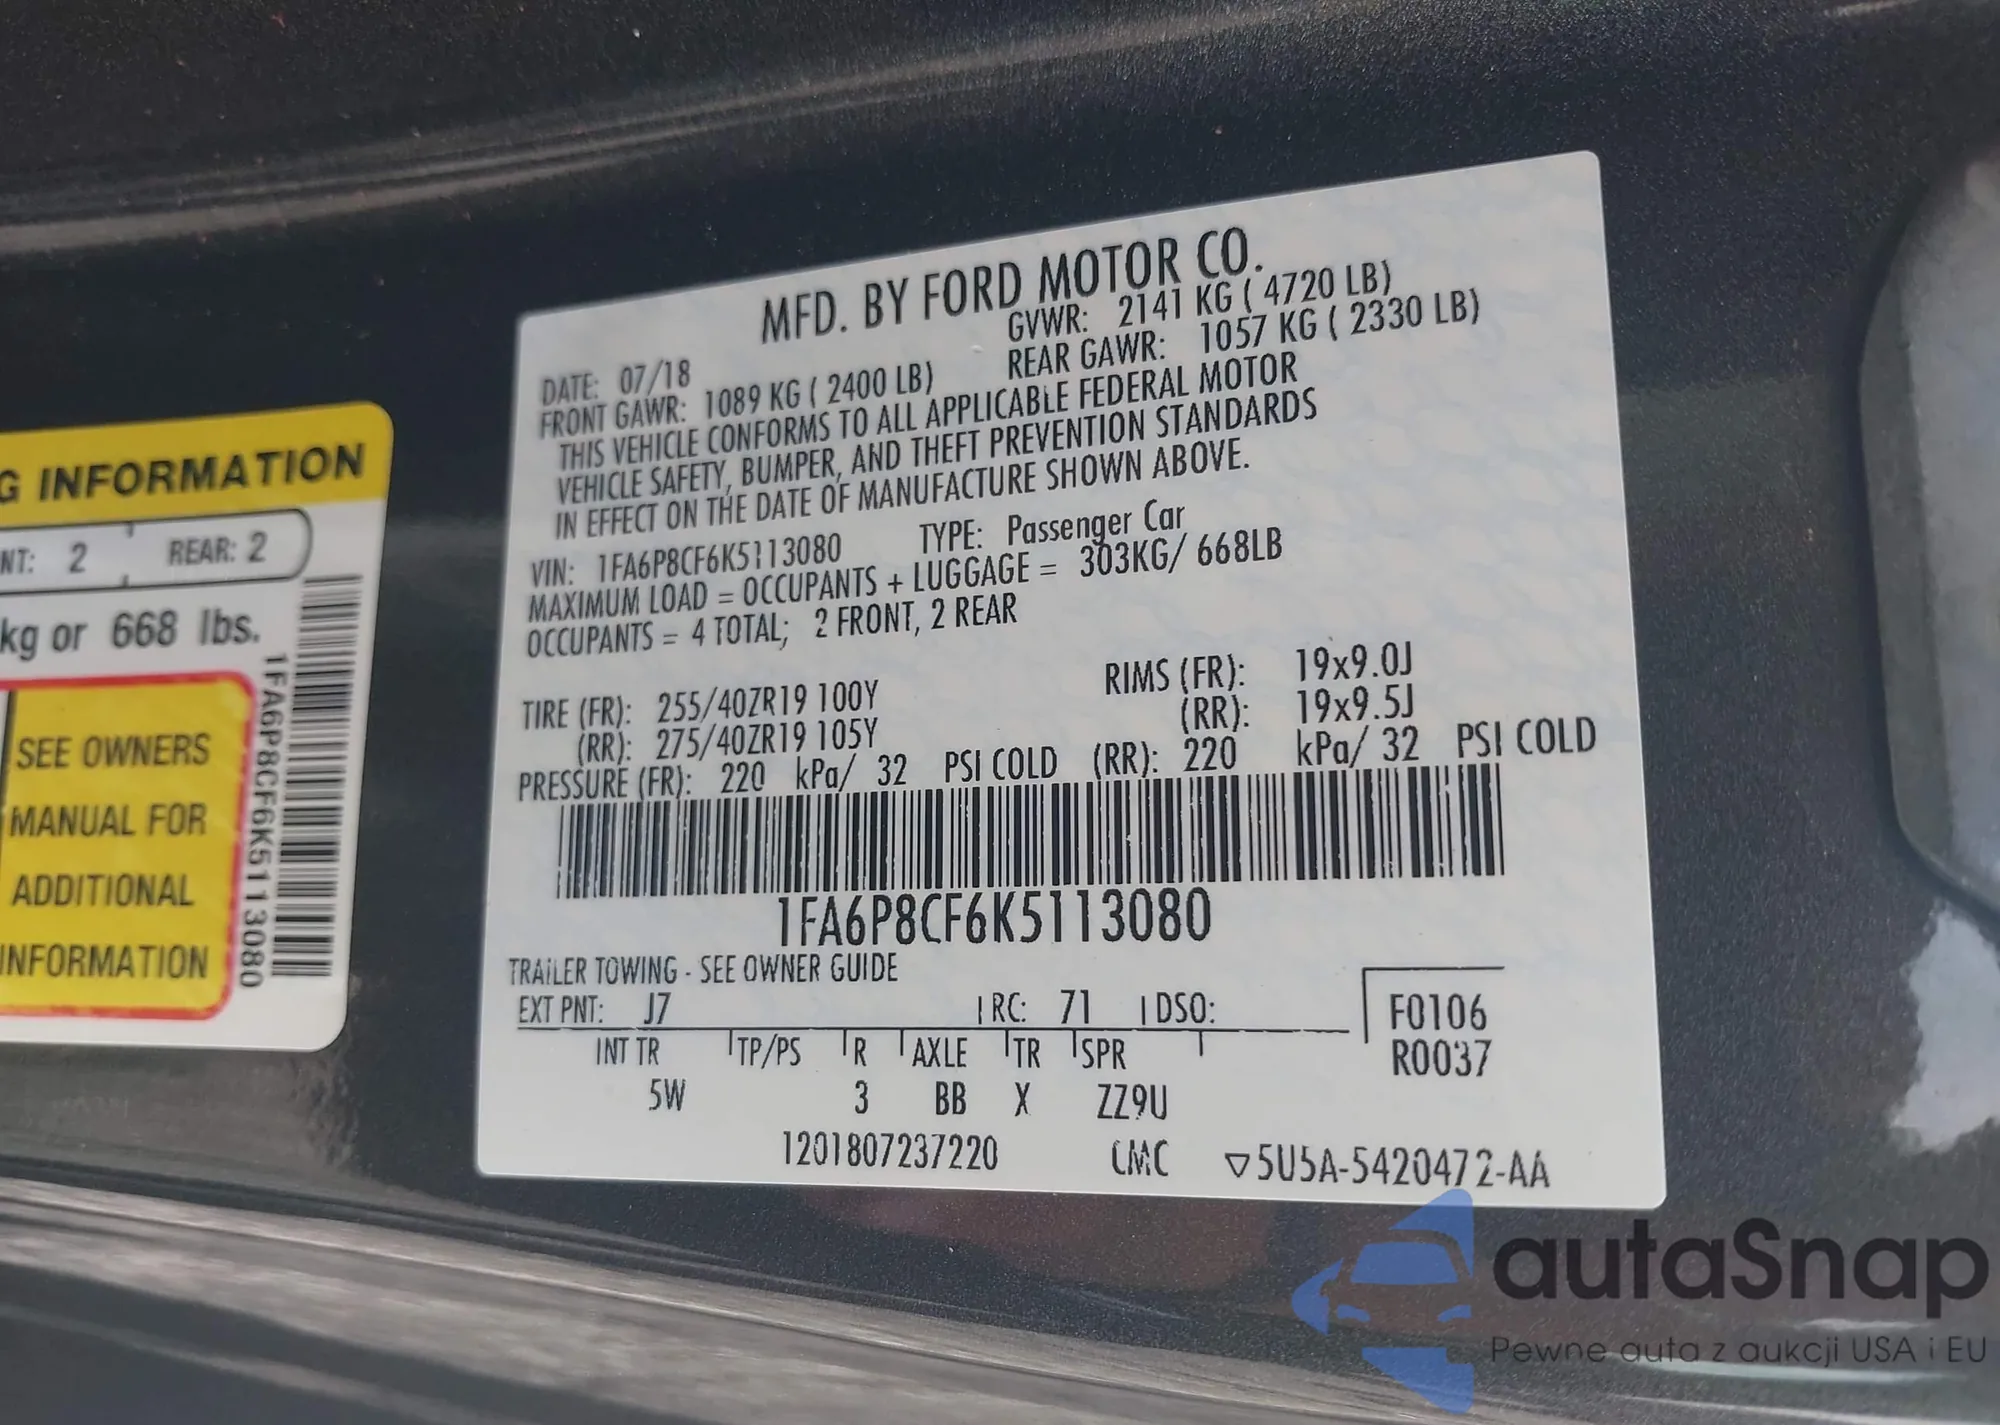 G INFORMATION
NT: 2 REAR: 2
kg or 668 lbs.
SEE OWNERS
MANUAL FOR
ADDITIONAL
INFORMATION
1FA6P8CF6K5113080
MFD. BY FORD MOTOR CO.
DATE: 07/18 GVWR: 2141 KG ( 4720 LB)
FRONT GAWR: 1089 KG ( 2400 LB) REAR GAWR: 1057 KG ( 2330 LB)
THIS VEHICLE CONFORMS TO ALL APPLICABLE FEDERAL MOTOR
VEHICLE SAFETY, BUMPER, AND THEFT PREVENTION STANDARDS
IN EFFECT ON THE DATE OF MANUFACTURE SHOWN ABOVE.
VIN: 1FA6P8CF6K5113080 TYPE: Passenger Car
MAXIMUM LOAD = OCCUPANTS + LUGGAGE = 303KG/ 668LB
OCCUPANTS = 4 TOTAL; 2 FRONT, 2 REAR
TIRE (FR): 255/40ZR19 100Y RIMS (FR): 19x9.0J
(RR): 275/40ZR19 105Y (RR): 19x9.5J
PRESSURE (FR): 220 kPa/ 32 PSI COLD (RR): 220 kPa/ 32 PSI COLD
1FA6P8CF6K5113080
TRAILER TOWING - SEE OWNER GUIDE
EXT PNT: J7 RC: 71 DSO: F0106
INT TR TP/PS R AXLE TR SPR R0037
5W 3 BB X ZZ9U
1201807237220 CMC ▽5U5A-5420472-AA
autaSnap
Pewne auta z aukcji USA i EU